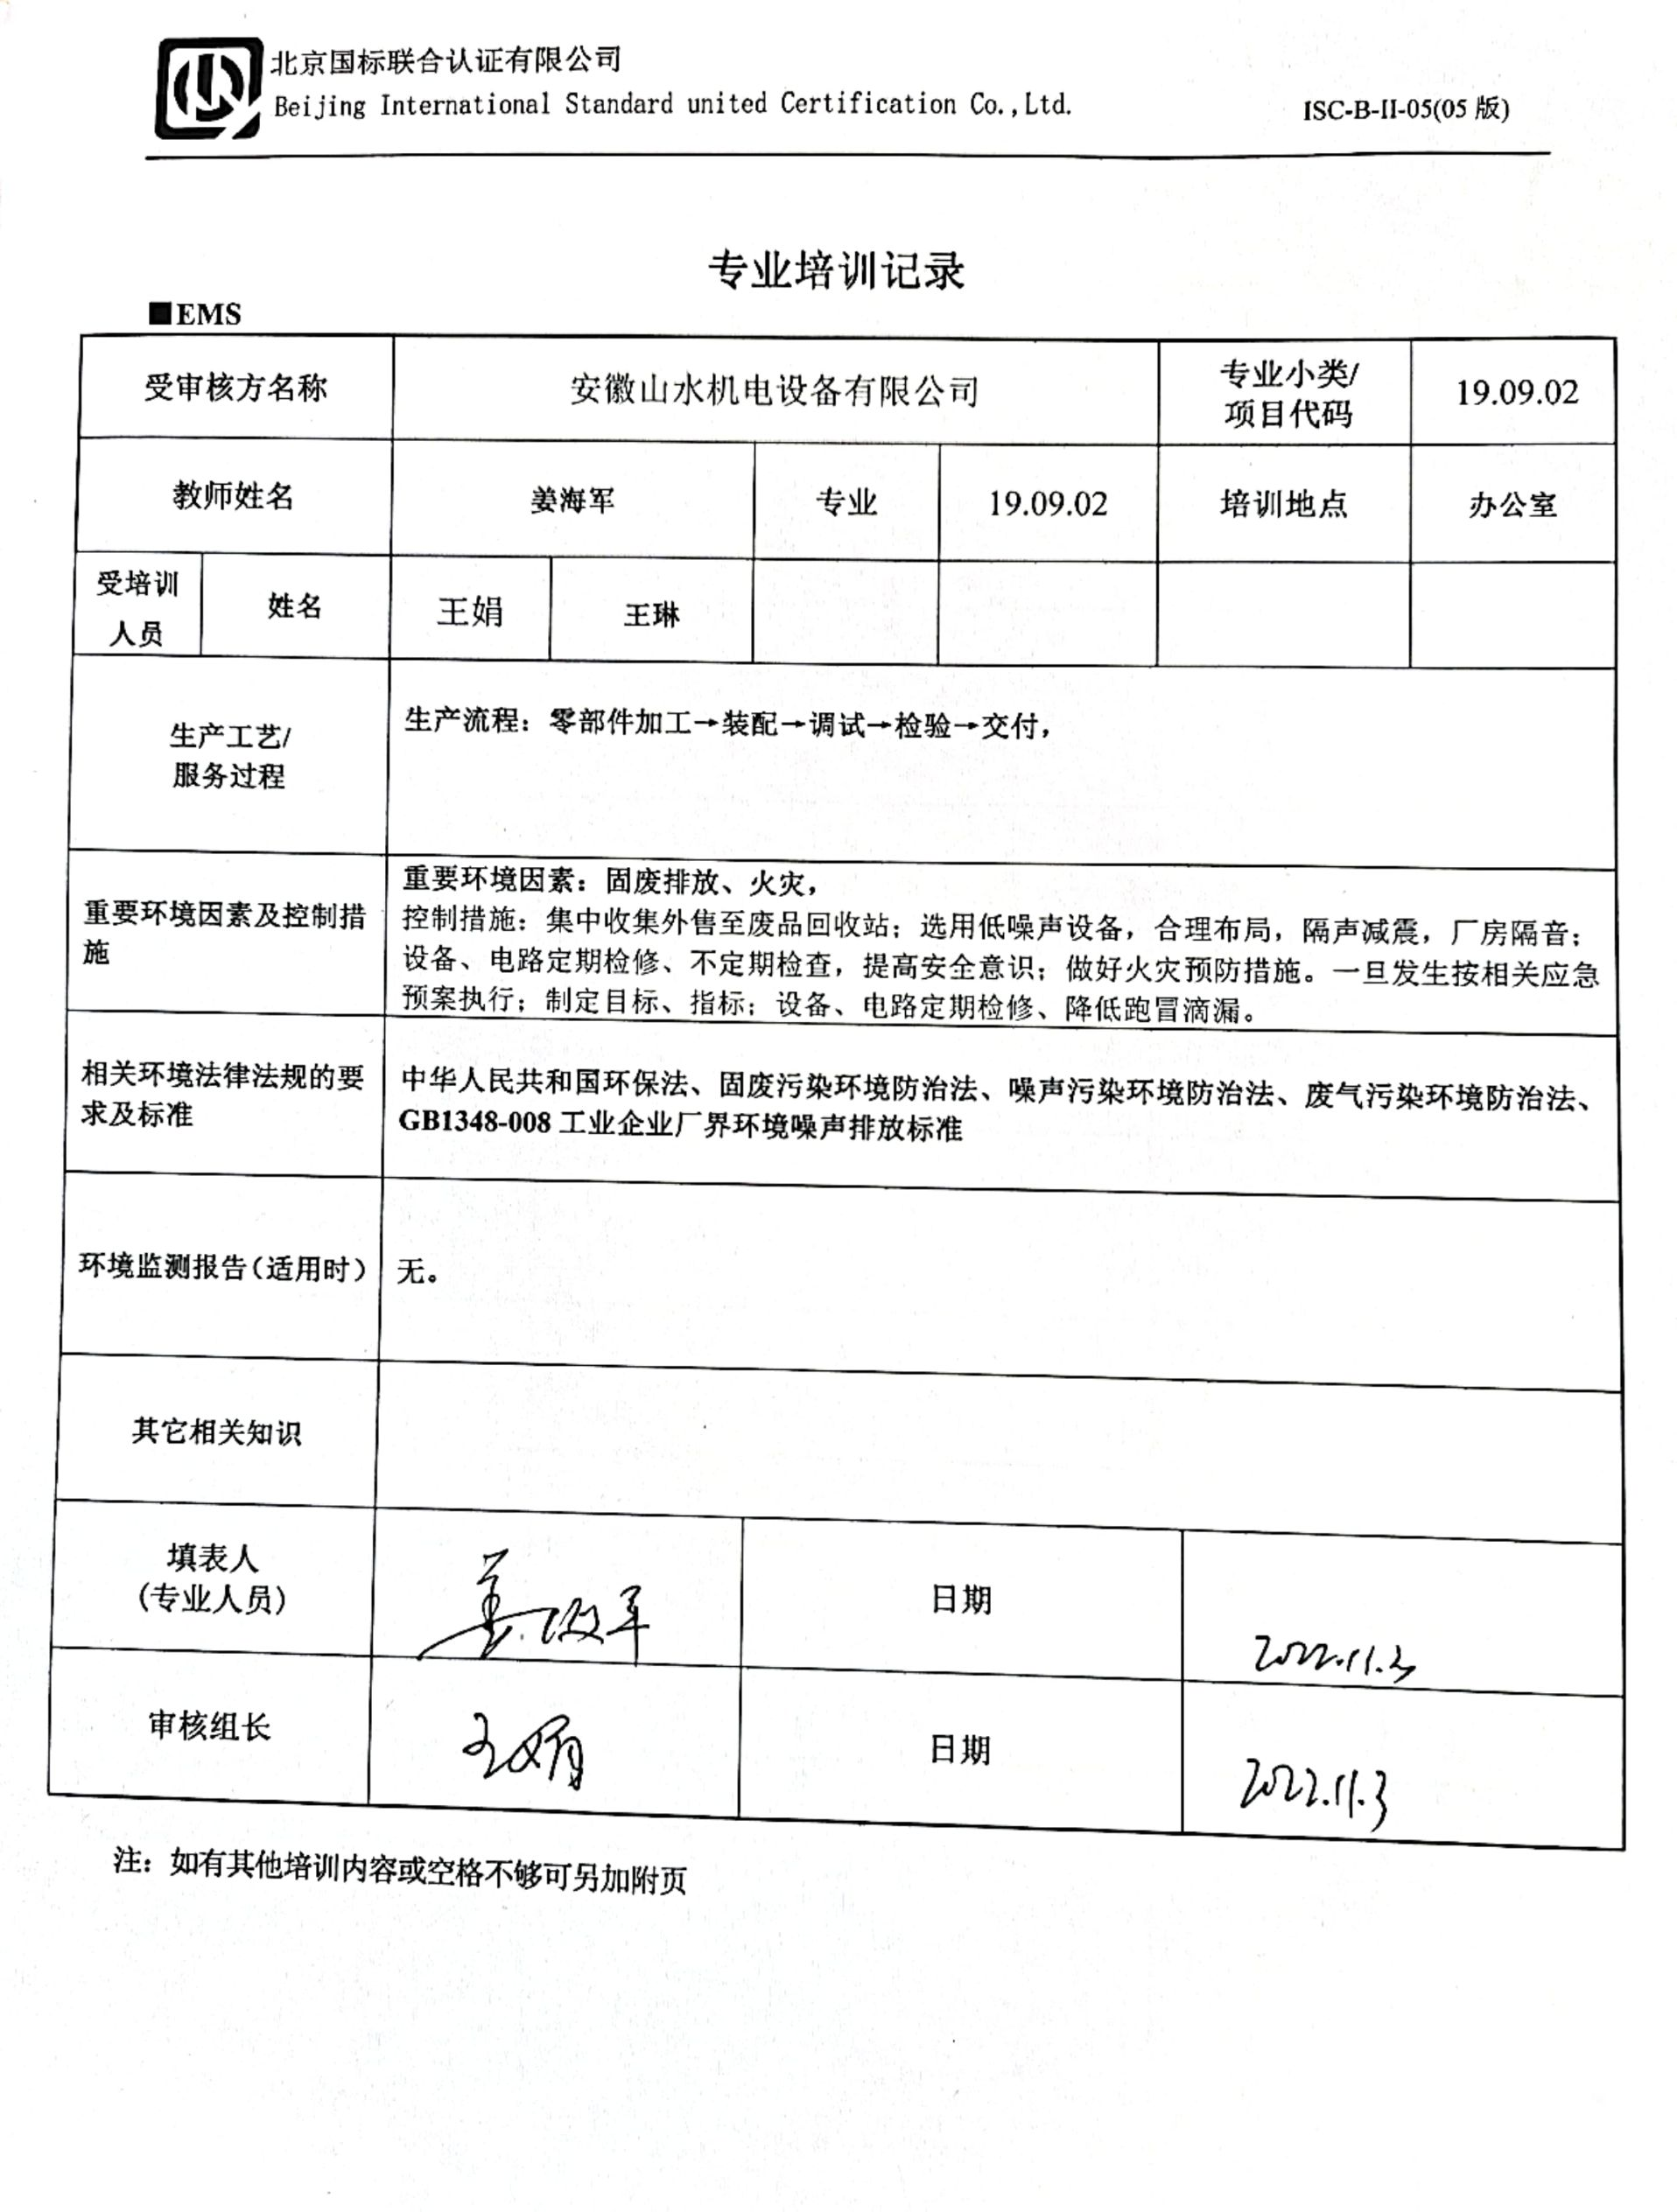 北京国标联合认证有限公司
Beijing International Standard united Certification Co.,Ltd.
ISC-B-II-05(05 版)
专业培训记录
■EMS
受审核方名称
安徽山水机电设备有限公司
专业小类/
项目代码
19.09.02
教师姓名
姜海军
专业
19.09.02
培训地点
办公室
受培训
人员
姓名
王娟
王琳
生产工艺/
服务过程
生产流程：零部件加工→装配→调试→检验→交付，
重要环境因素及控制措
施
重要环境因素：固废排放、火灾，
控制措施：集中收集外售至废品回收站；选用低噪声设备，合理布局，隔声减震，厂房隔音；
设备、电路定期检修、不定期检查，提高安全意识；做好火灾预防措施。一旦发生按相关应急
预案执行；制定目标、指标；设备、电路定期检修、降低跑冒滴漏。
相关环境法律法规的要
求及标准
中华人民共和国环保法、固废污染环境防治法、噪声污染环境防治法、废气污染环境防治法、
GB1348-008 工业企业厂界环境噪声排放标准
环境监测报告（适用时）
无。
其它相关知识
填表人
（专业人员）
姜海军
日期
2022.11.3
审核组长
王娟
日期
2022.11.3
注：如有其他培训内容或空格不够可另加附页